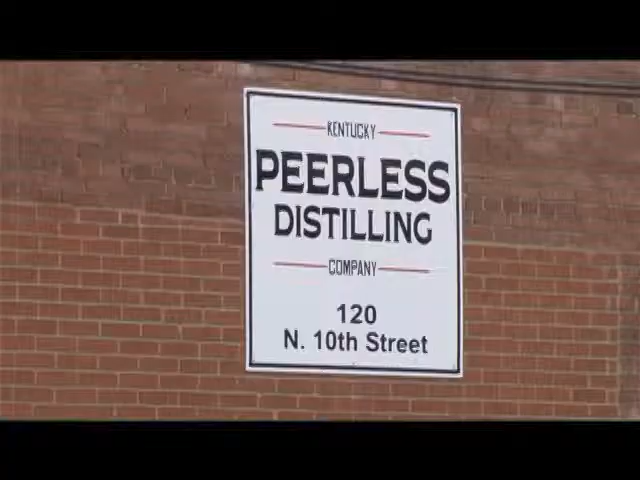 KENTUCKY
PEERLESS
DISTILLING
COMPANY
120
N. 10th Street